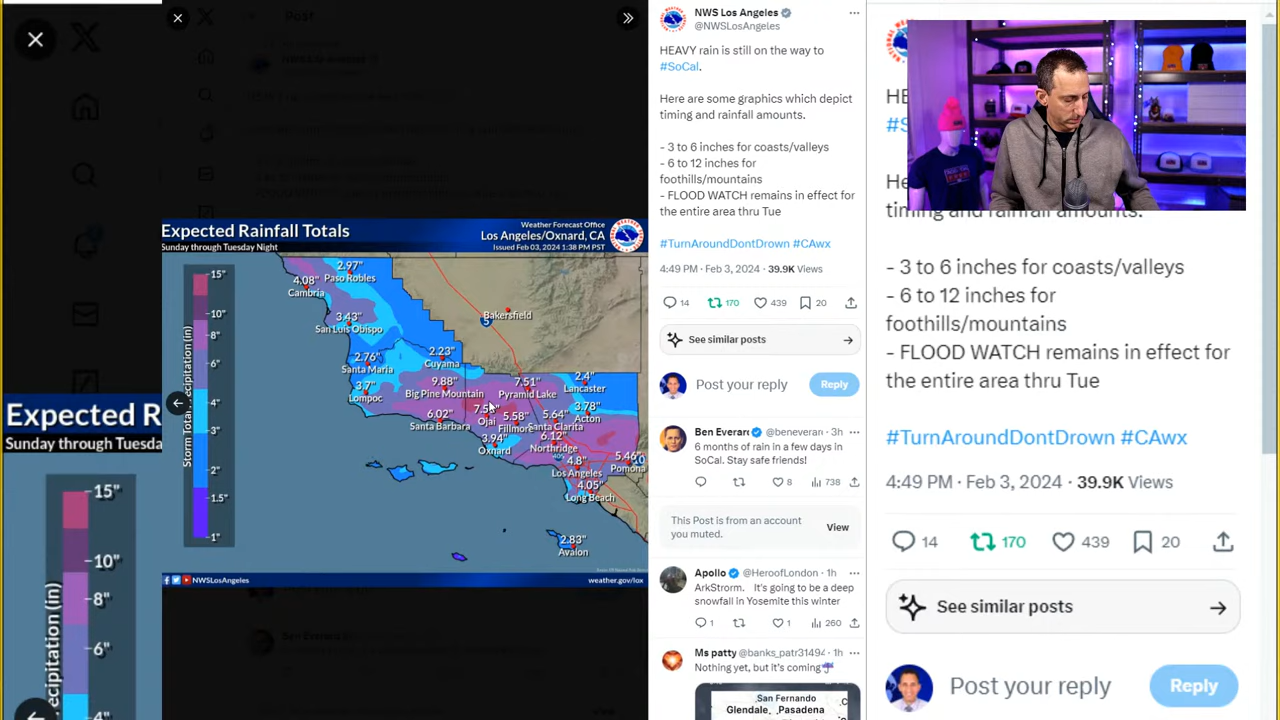 Post
Expected Rainfall Totals
Sunday through Tuesday Night
Weather Forecast Office
Los Angeles/Oxnard, CA
Issued Feb 03, 2024 1:38 PM PST
15"
10"
8"
6"
4"
3"
2"
1.5"
1"
2.97"
Paso Robles
4.08"
Cambria
3.43"
San Luis Obispo
Bakersfield
5
2.76"
Santa Maria
2.23"
Cuyama
3.7"
Lompoc
9.88"
Big Pine Mountain
7.51"
Pyramid Lake
2.4"
Lancaster
6.02"
Santa Barbara
Ojai
5.58"
Fillmore
5.64"
Santa Clarita
3.78"
Acton
3.94"
Oxnard
6.12"
Northridge
4.8"
Los Angeles
5.46"
Pomona
4.05"
Long Beach
2.83"
Avalon
NWSLosAngeles
weather.gov/lox
Expected R
Sunday through Tuesda
15"
10"
8"
6"
4"
ecipitation (in)
NWS Los Angeles
@NWSLosAngeles
HEAVY rain is still on the way to
#SoCal.
Here are some graphics which depict
timing and rainfall amounts.
- 3 to 6 inches for coasts/valleys
- 6 to 12 inches for
foothills/mountains
- FLOOD WATCH remains in effect for
the entire area thru Tue
#TurnAroundDontDrown #CAwx
4:49 PM · Feb 3, 2024 · 39.9K Views
14 170 439 20
See similar posts
Post your reply
Reply
Ben Everard @beneverar · 3h
6 months of rain in a few days in
SoCal. Stay safe friends!
8 738
This Post is from an account
you muted.
View
Apollo @HeroofLondon · 1h
ArkStrorm. It's going to be a deep
snowfall in Yosemite this winter
1 1 260
Ms patty @banks_patr31494 · 1h
Nothing yet, but it's coming
San Fernando
Glendale, Pasadena
HE
#S
He
timing and rainfall amounts.
- 3 to 6 inches for coasts/valleys
- 6 to 12 inches for
foothills/mountains
- FLOOD WATCH remains in effect for
the entire area thru Tue
#TurnAroundDontDrown #CAwx
4:49 PM · Feb 3, 2024 · 39.9K Views
14 170 439 20
See similar posts
Post your reply
Reply